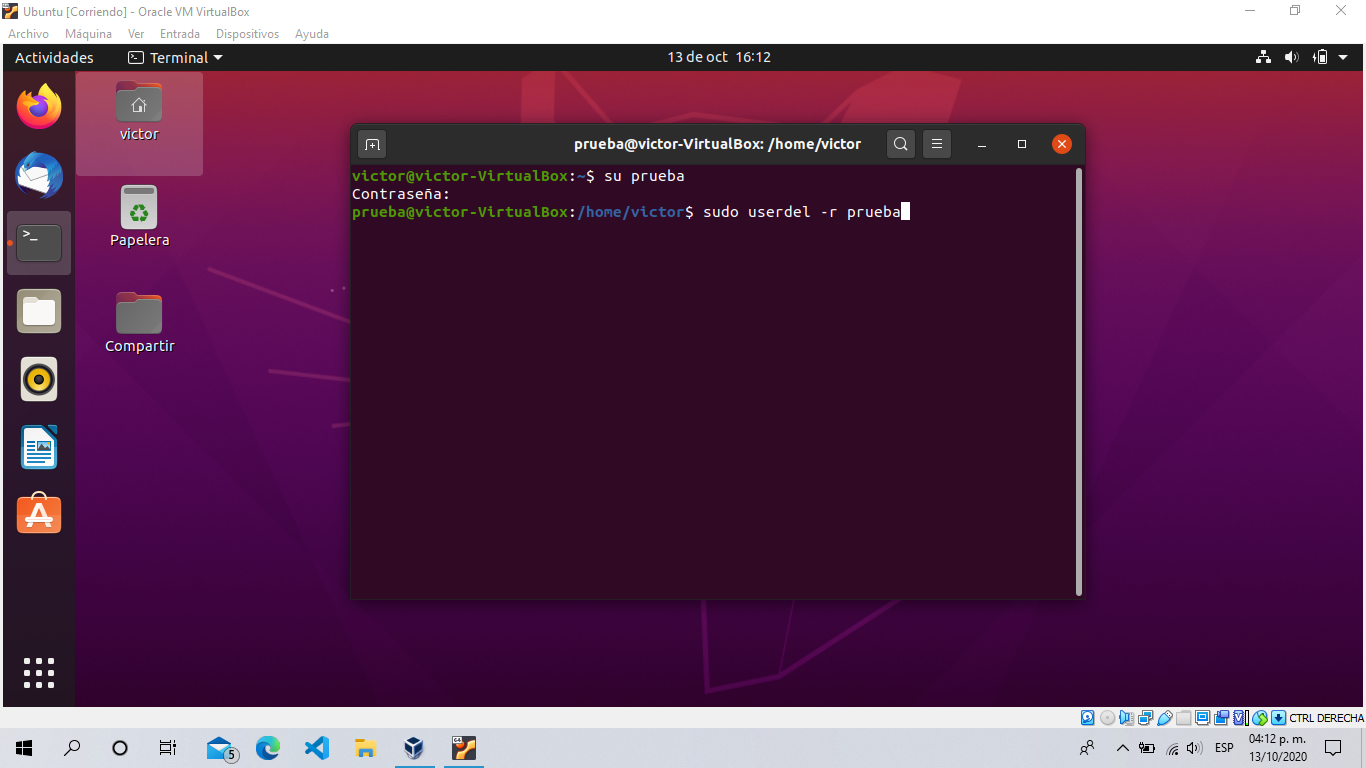 Ubuntu [Corriendo] - Oracle VM VirtualBox
Archivo Máquina Ver Entrada Dispositivos Ayuda
Actividades Terminal 13 de oct 16:12
victor
Papelera
Compartir
prueba@victor-VirtualBox: /home/victor
victor@victor-VirtualBox:~$ su prueba
Contraseña:
prueba@victor-VirtualBox:/home/victor$ sudo userdel -r prueba
CTRL DERECHA
5
ESP
04:12 p. m.
13/10/2020